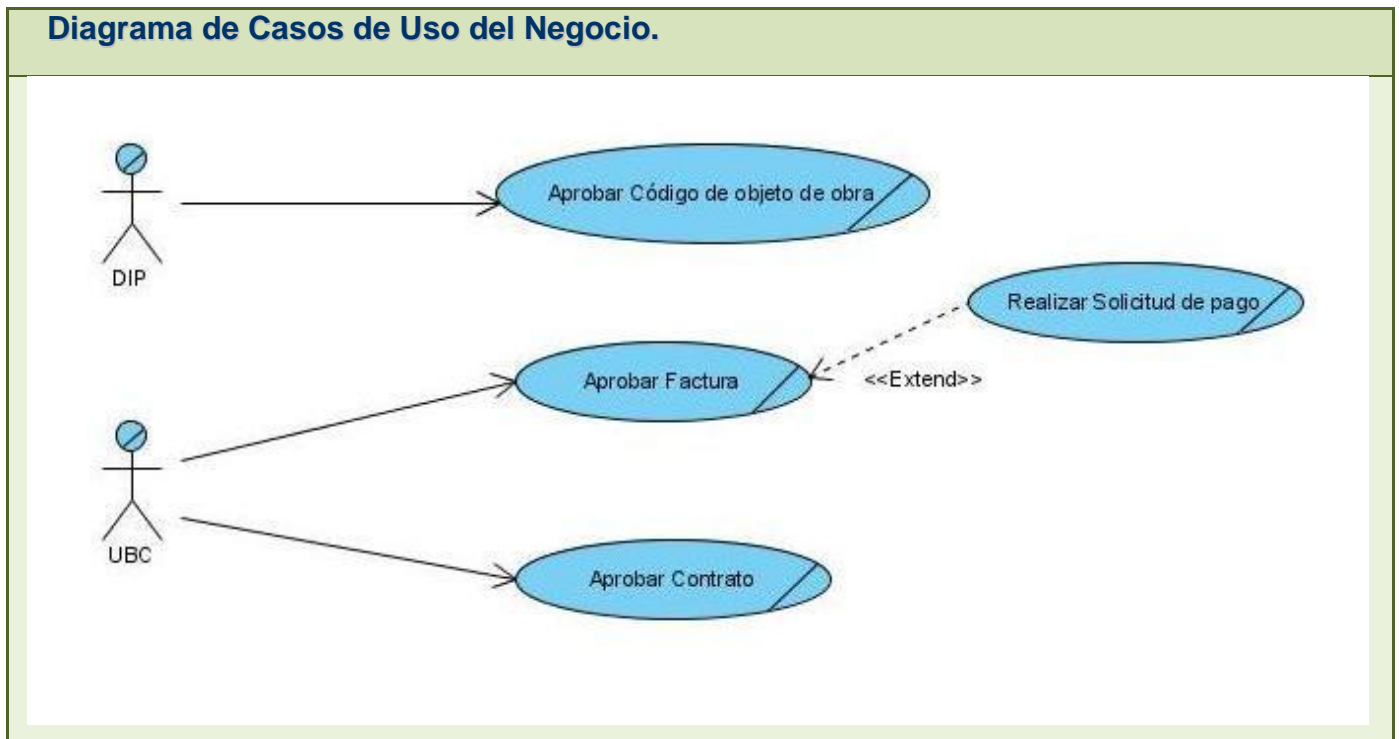 Diagrama de Casos de Uso del Negocio.
Aprobar Código de objeto de obra
DIP
Realizar Solicitud de pago
Aprobar Factura
<<Extend>>
UBC
Aprobar Contrato